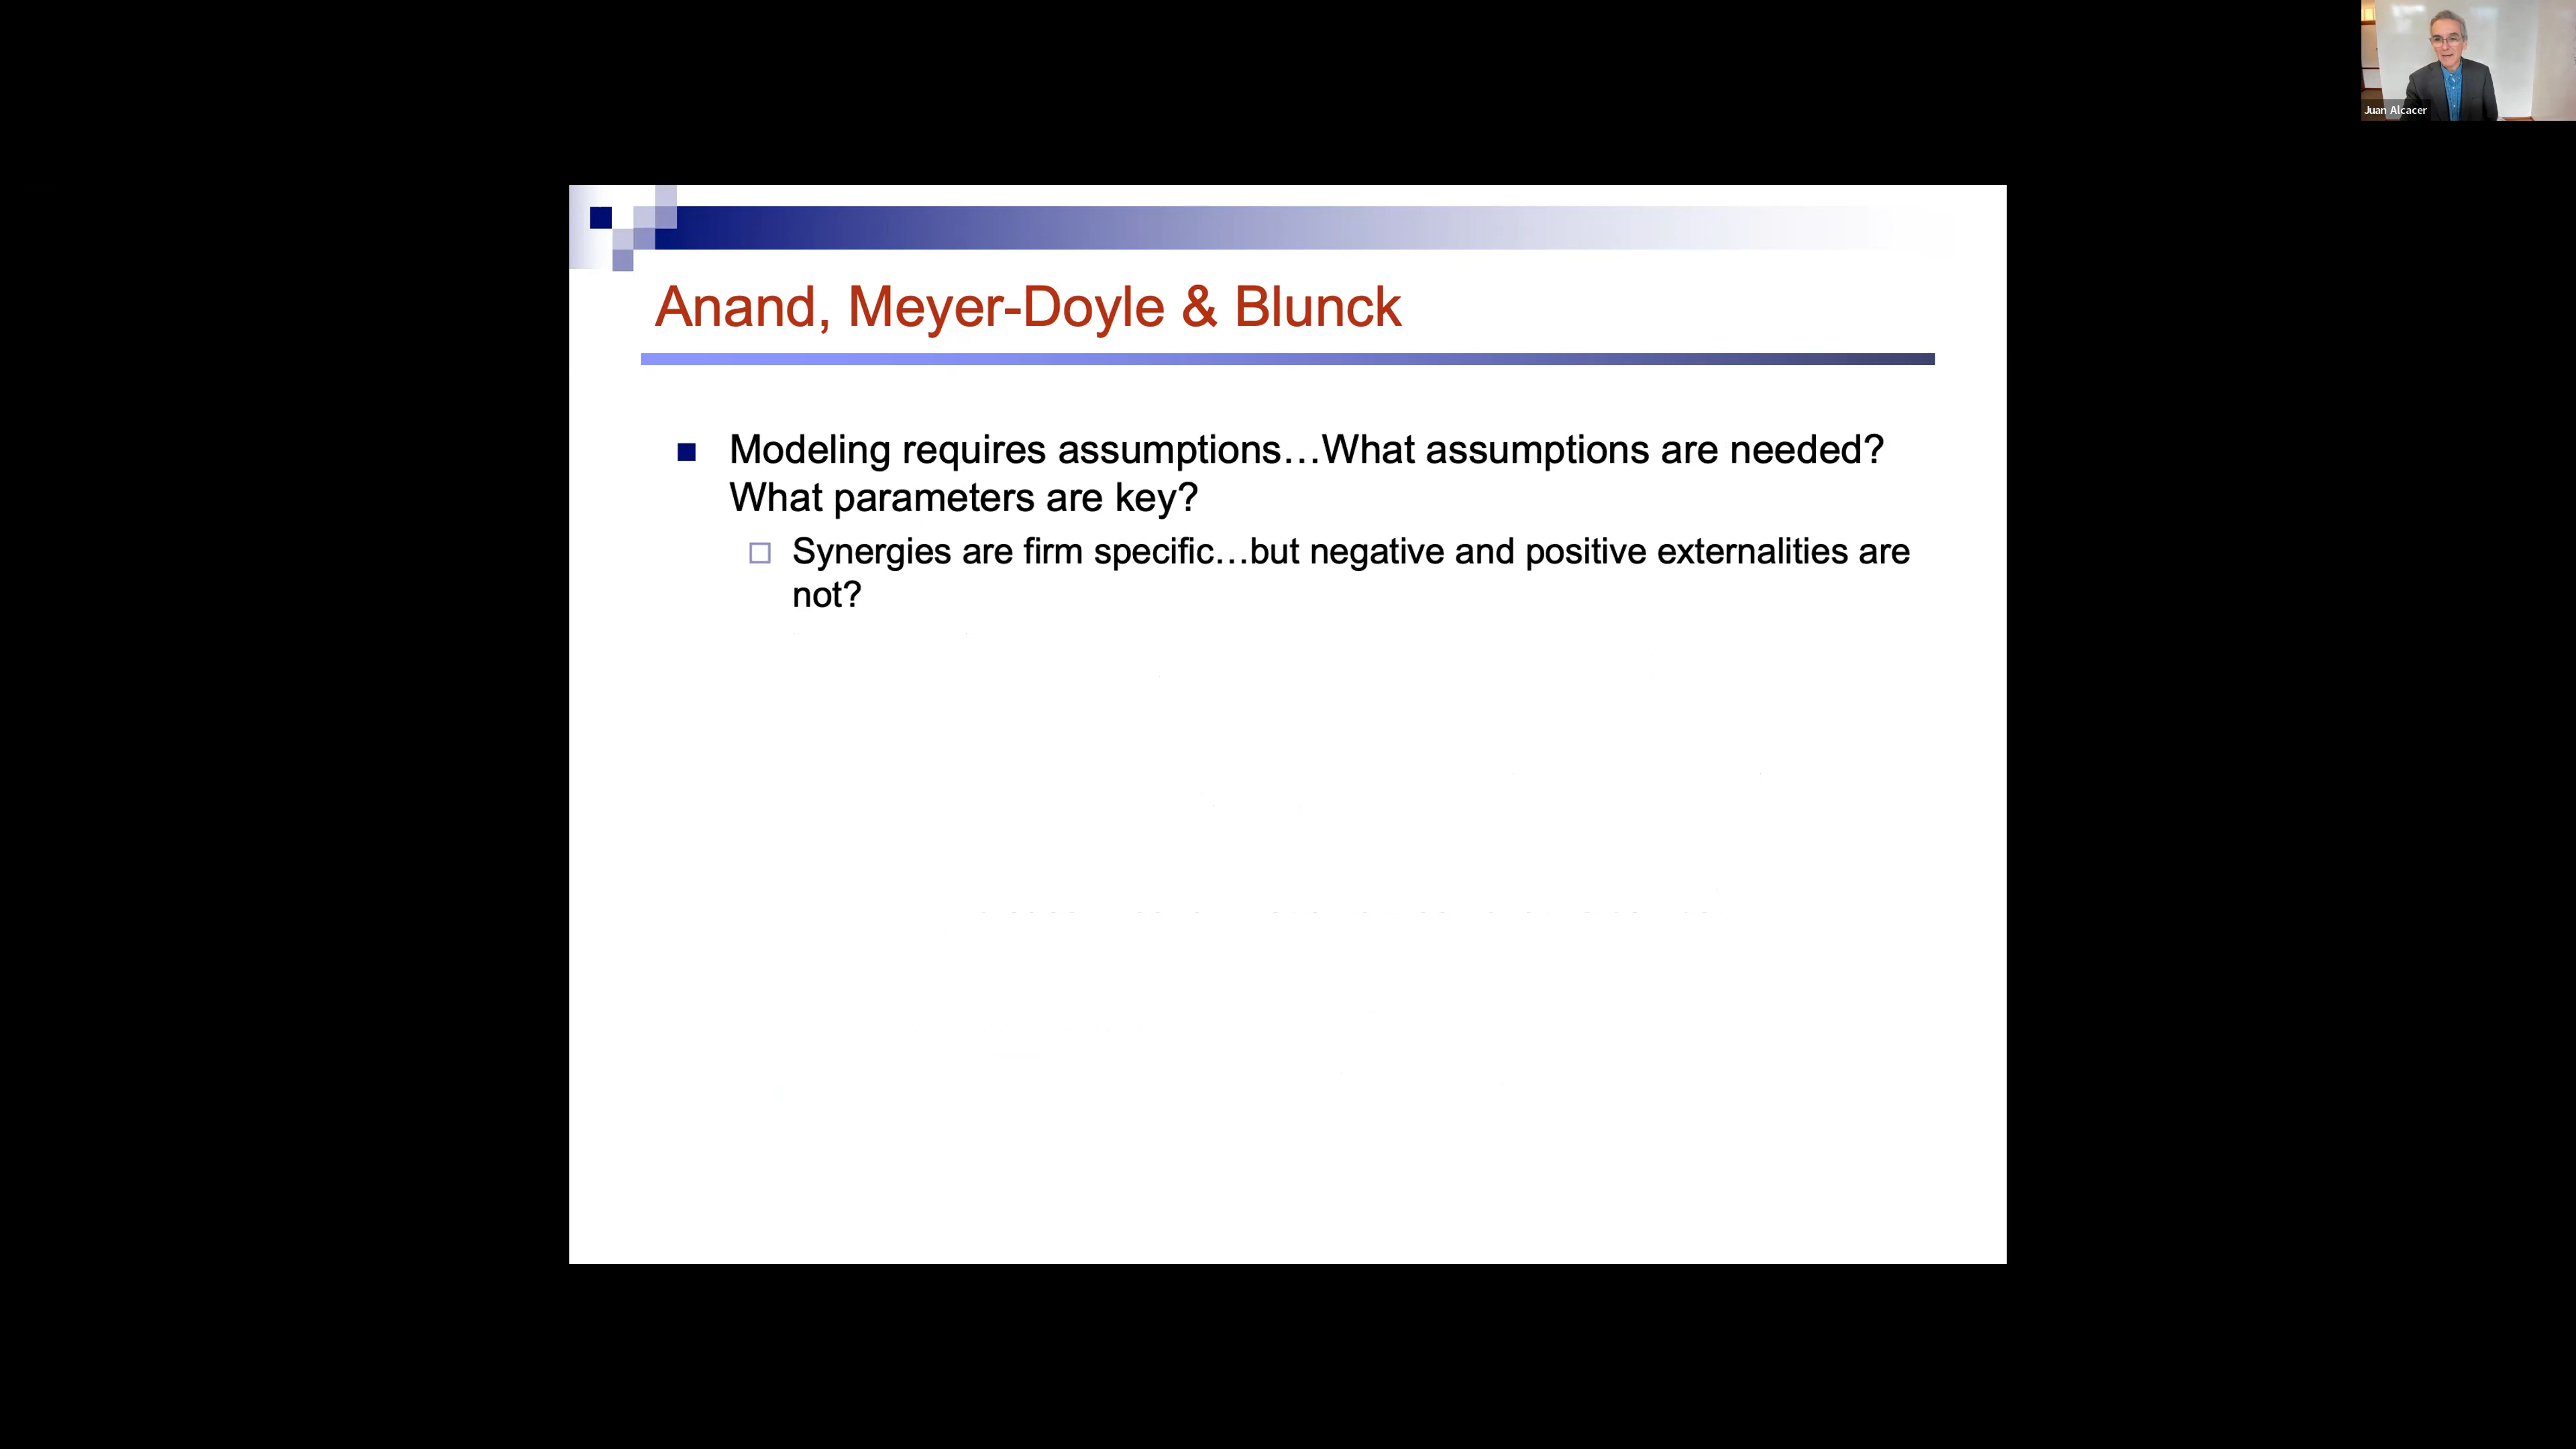 Juan Alcacer
Anand, Meyer-Doyle & Blunck
Modeling requires assumptions…What assumptions are needed?
What parameters are key?
Synergies are firm specific…but negative and positive externalities are
not?